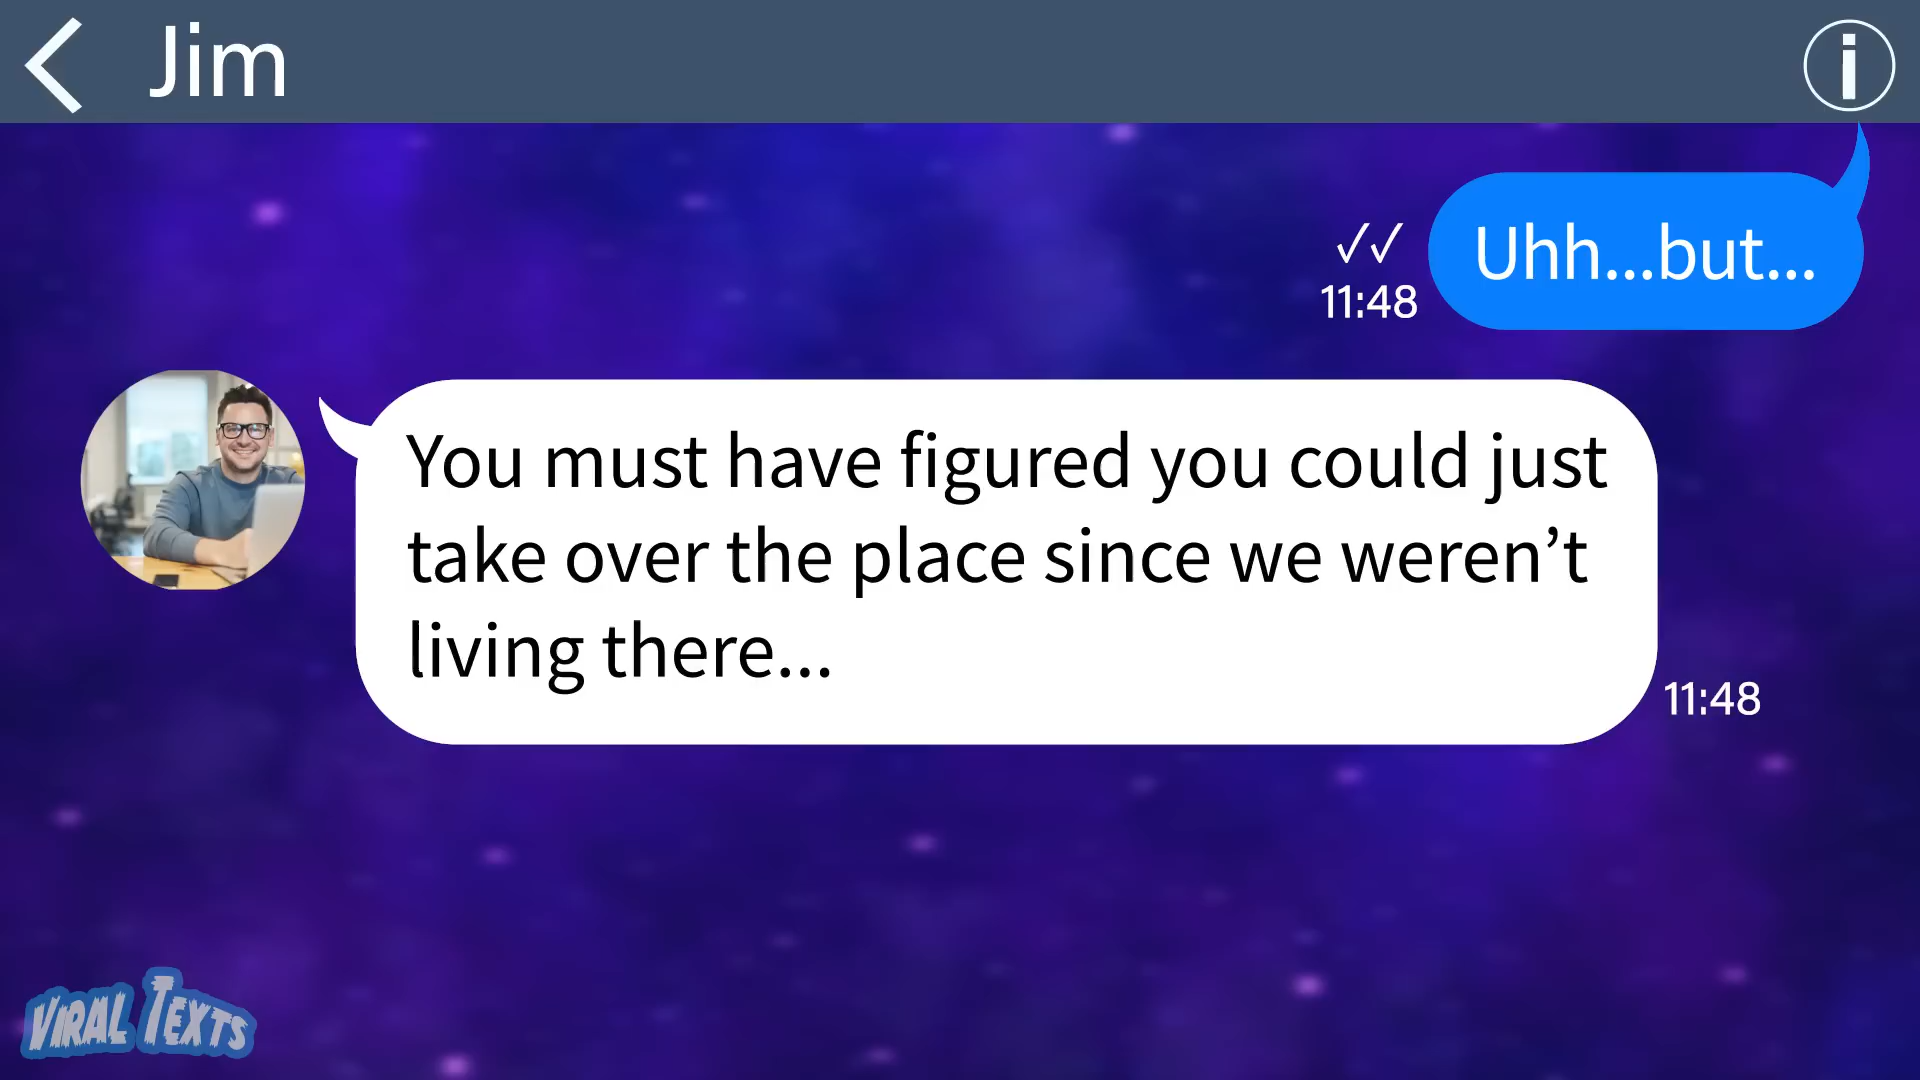 Jim
Uhh...but...
✓✓
11:48
You must have figured you could just
take over the place since we weren’t
living there...
11:48
VIRAL TEXTS